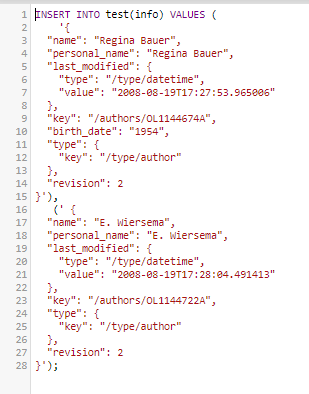 1 INSERT INTO test(info) VALUES (
2 '{
3 "name": "Regina Bauer",
4 "personal_name": "Regina Bauer",
5 "last_modified": {
6 "type": "/type/datetime",
7 "value": "2008-08-19T17:27:53.965006"
8 },
9 "key": "/authors/OL1144674A",
10 "birth_date": "1954",
11 "type": {
12 "key": "/type/author"
13 },
14 "revision": 2
15 }'),
16 (' {
17 "name": "E. Wiersema",
18 "personal_name": "E. Wiersema",
19 "last_modified": {
20 "type": "/type/datetime",
21 "value": "2008-08-19T17:28:04.491413"
22 },
23 "key": "/authors/OL1144722A",
24 "type": {
25 "key": "/type/author"
26 },
27 "revision": 2
28 }');